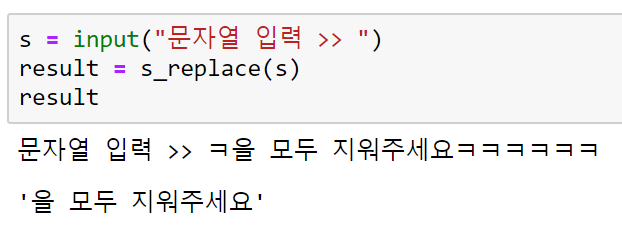 s = input("문자열 입력 >> ")
result = s_replace(s)
result
문자열 입력 >> ㅋ을 모두 지워주세요ㅋㅋㅋㅋㅋㅋ
'을 모두 지워주세요'